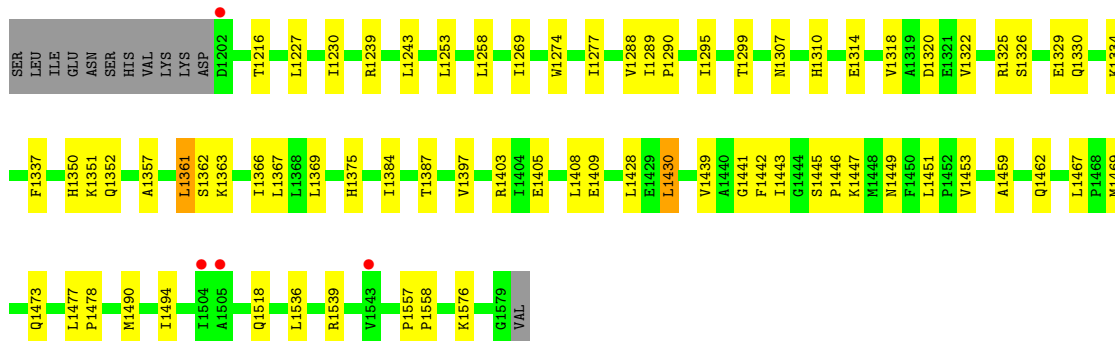 SER LEU ILE GLU ASN SER HIS VAL LYS LYS ASP D1202 T1216 L1227 I1230 R1239 L1243 L1253 L1258 I1269 W1274 I1277 V1288 I1289 P1290 I1295 T1299 N1307 H1310 E1314 V1318 A1319 D1320 E1321 V1322 R1325 S1326 E1329 Q1330 K1334
F1337 H1350 K1351 Q1352 A1357 L1361 S1362 K1363 I1366 L1367 L1368 L1369 H1375 I1384 T1387 V1397 R1403 I1404 E1405 L1408 E1409 L1428 E1429 L1430 V1439 A1440 G1441 F1442 I1443 G1444 S1445 P1446 K1447 M1448 N1449 F1450 L1451 P1452 V1453 A1459 Q1462 L1467 P1468 M1469
Q1473 L1477 P1478 M1490 I1494 I1504 A1505 Q1518 L1536 R1539 V1543 P1557 P1558 K1576 G1579 VAL